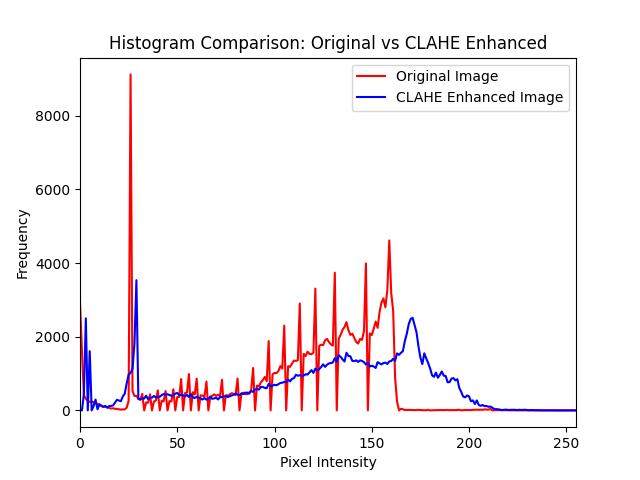 Histogram Comparison: Original vs CLAHE Enhanced
Original Image
CLAHE Enhanced Image
Frequency
8000
6000
4000
2000
0
0 50 100 150 200 250
Pixel Intensity